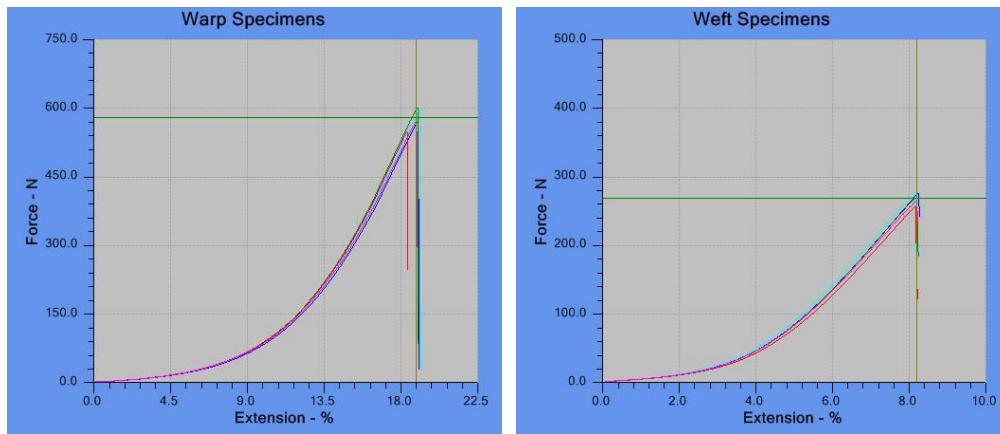 Warp Specimens
Force - N
750.0
600.0
450.0
300.0
150.0
0.0
0.0 4.5 9.0 13.5 18.0 22.5
Extension - %
Weft Specimens
Force - N
500.0
400.0
300.0
200.0
100.0
0.0
0.0 2.0 4.0 6.0 8.0 10.0
Extension - %